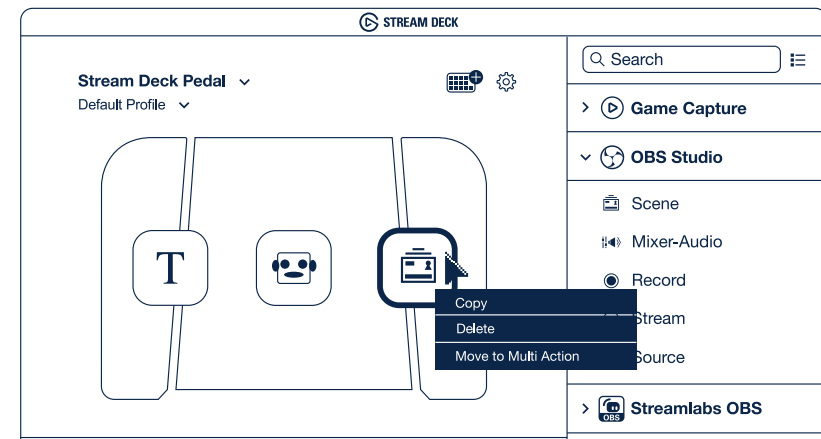 STREAM DECK
Stream Deck Pedal
Default Profile
T
Copy
Delete
Move to Multi Action
Search
Game Capture
OBS Studio
Scene
Mixer-Audio
Record
Stream
Source
OBS
Streamlabs OBS